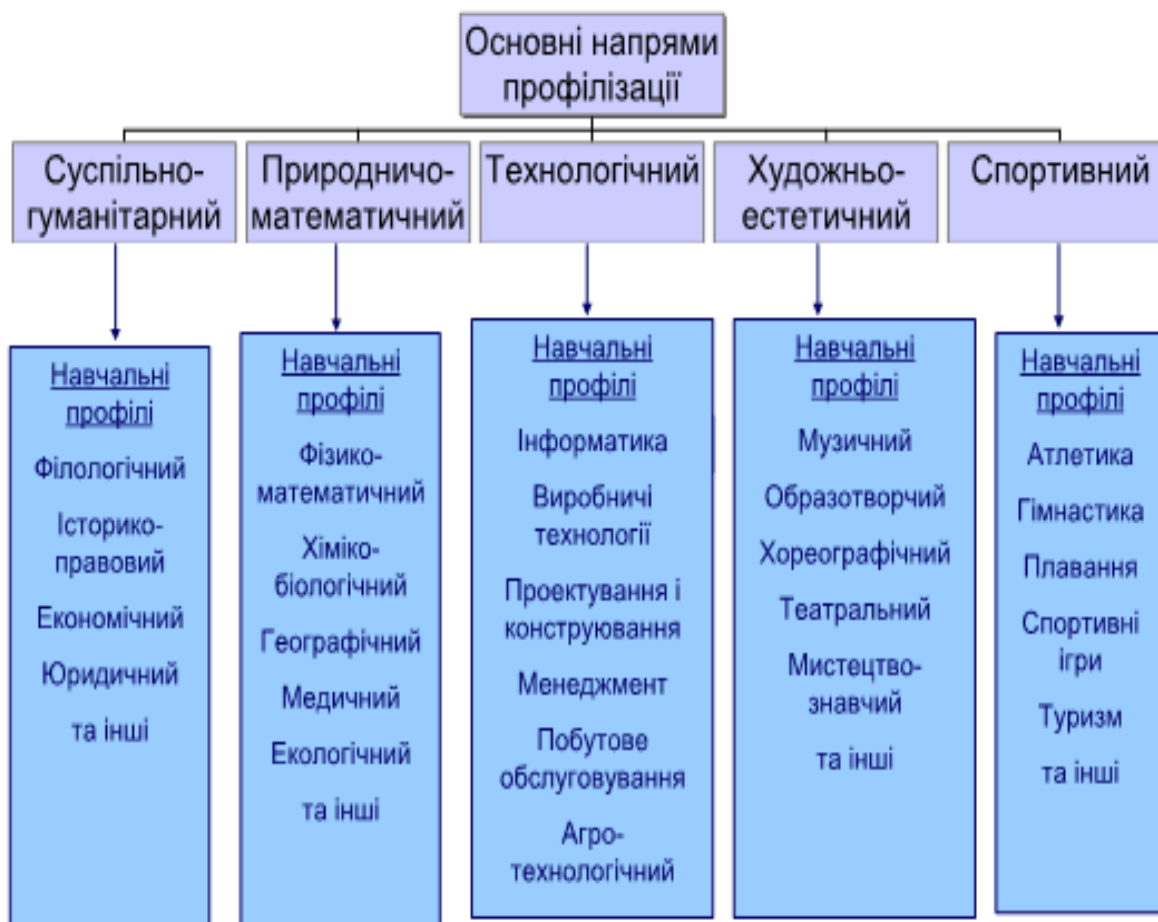 Основні напрями
профілізації
Суспільно-
гуманітарний
Природничо-
математичний
Технологічний
Художньо-
естетичний
Спортивний
Навчальні
профілі
Філологічний
Історико-
правовий
Економічний
Юридичний
та інші
Навчальні
профілі
Фізико-
математичний
Хіміко-
біологічний
Географічний
Медичний
Екологічний
та інші
Навчальні
профілі
Інформатика
Виробничі
технології
Проектування і
конструювання
Менеджмент
Побутове
обслуговування
Агро-
технологічний
Навчальні
профілі
Музичний
Образотворчий
Хореографічний
Театральний
Мистецтво-
знавчий
та інші
Навчальні
профілі
Атлетика
Гімнастика
Плавання
Спортивні
ігри
Туризм
та інші